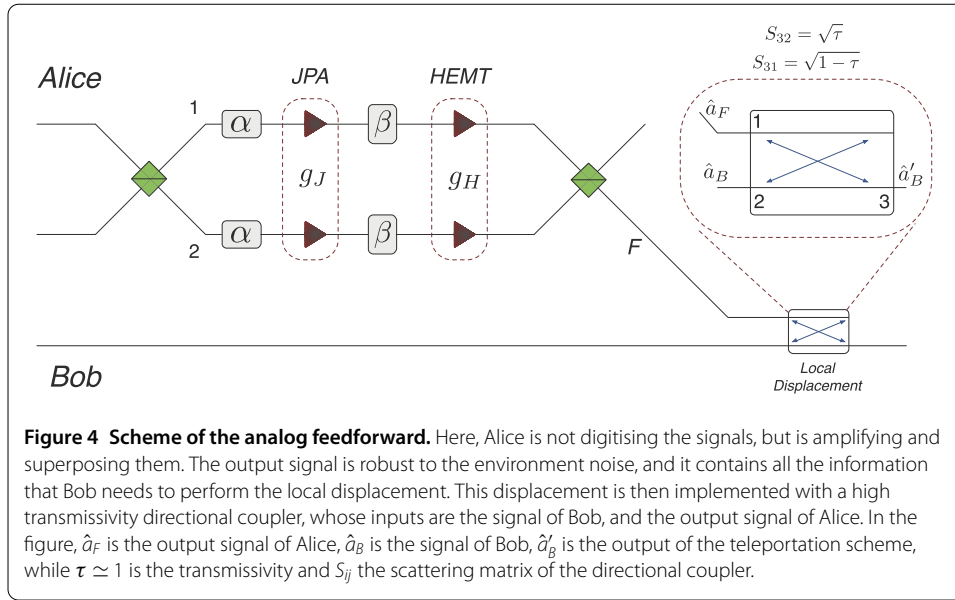 S₃₂ = √τ
S₃₁ = √1 − τ
Alice
JPA
HEMT
1
α
β
g_J
g_H
2
α
β
F
â_F
1
â_B
â′_B
2
3
Bob
Local
Displacement
Figure 4 Scheme of the analog feedforward. Here, Alice is not digitising the signals, but is amplifying and
superposing them. The output signal is robust to the environment noise, and it contains all the information
that Bob needs to perform the local displacement. This displacement is then implemented with a high
transmissivity directional coupler, whose inputs are the signal of Bob, and the output signal of Alice. In the
figure, â_F is the output signal of Alice, â_B is the signal of Bob, â′_B is the output of the teleportation scheme,
while τ ≃ 1 is the transmissivity and S_ij the scattering matrix of the directional coupler.